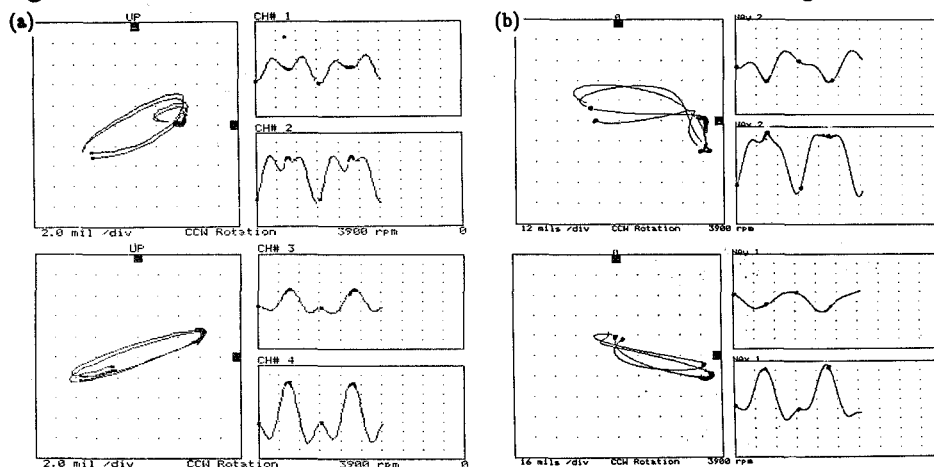 (a)
UP
CH# 1
CH# 2
2.0 mil /div CCW Rotation 3900 rpm 0
UP
CH# 3
CH# 4
2.0 mil /div CCW Rotation 3900 rpm 0
(b)
12 mils /div CCW Rotation 3900 rpm
16 mils /div CCW Rotation 3900 rpm